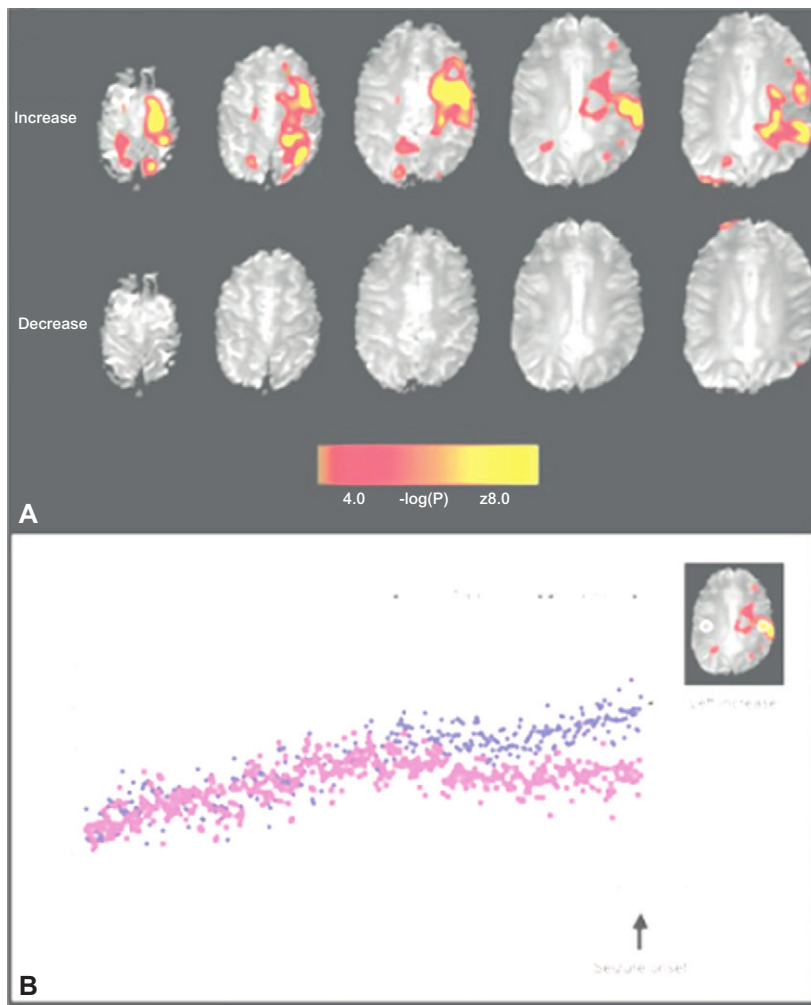 Increase
Decrease
4.0 -log(P) z8.0
A
Left increase
Seizure onset
B